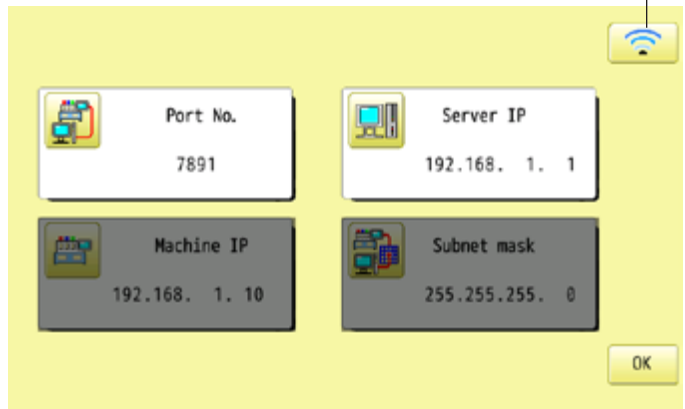 Port No.
7891
Server IP
192.168. 1. 1
Machine IP
192.168. 1. 10
Subnet mask
255.255.255. 0
OK